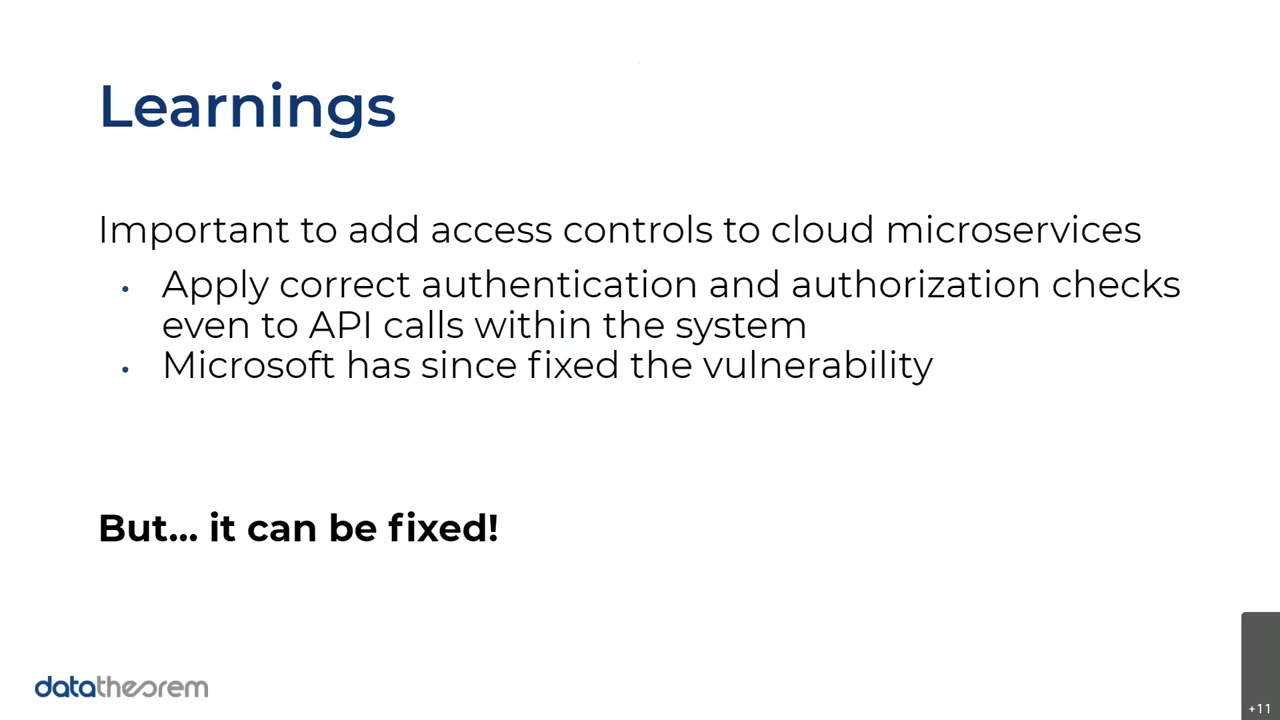 Learnings
Important to add access controls to cloud microservices
• Apply correct authentication and authorization checks
even to API calls within the system
• Microsoft has since fixed the vulnerability
But... it can be fixed!
datatheorem
+11